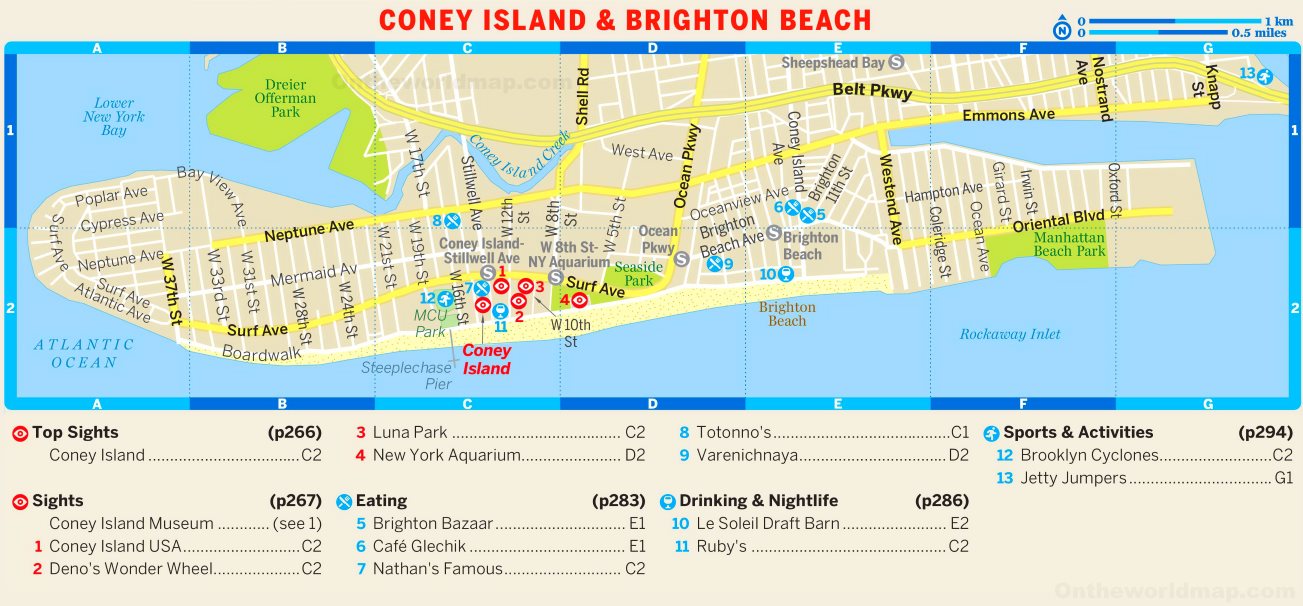 CONEY ISLAND & BRIGHTON BEACH
N
0 1 km
0 0.5 miles
A B C D E F G
1
1
2
2
Ontheworldmap.com
Lower
New York
Bay
Dreier
Offerman
Park
Shell Rd
Sheepshead Bay S
Belt Pkwy
Nostrand
Ave
Knapp
St
13
Emmons Ave
Coney Island Creek
W 17th St
Stillwell Ave
W 12th
St
W 8th
St
West Ave
Ocean Pkwy
W 5th St
Coney Island
Ave
Brighton
11th St
Westend Ave
Hampton Ave
Girard St
Irwin St
Oxford St
Coleridge St
Ocean Ave
Oriental Blvd
Manhattan
Beach Park
Poplar Ave
Bay View Ave
Cypress Ave
Surf Ave
Neptune Ave
Neptune Ave
Oceanview Ave
6
5
8
Brighton
Beach Ave
9
S
Brighton
Beach
10
Ocean
Pkwy
S
Coney Island-
Stillwell Ave
S
W 8th St-
NY Aquarium
S
Seaside
Park
Mermaid Av
W 37th St
W 33rd St
W 31st St
W 28th St
W 24th St
W 21st St
W 19th St
W 16th St
Surf Ave
Atlantic Ave
Surf Ave
Surf Ave
1
7
3
12
2
4
11
MCU
Park
W 10th
St
Boardwalk
Steeplechase
Pier
Coney
Island
Brighton
Beach
Rockaway Inlet
ATLANTIC
OCEAN
A B C D E F G
Top Sights (p266)
Coney Island ........................ C2
Sights (p267)
Coney Island Museum ............ (see 1)
1 Coney Island USA .................. C2
2 Deno's Wonder Wheel .............. C2
3 Luna Park ........................ C2
4 New York Aquarium ................ D2
Eating (p283)
5 Brighton Bazaar .................. E1
6 Café Glechik ..................... E1
7 Nathan's Famous .................. C2
8 Totonno's ........................ C1
9 Varenichnaya ..................... D2
Drinking & Nightlife (p286)
10 Le Soleil Draft Barn ............ E2
11 Ruby's .......................... C2
Sports & Activities (p294)
12 Brooklyn Cyclones ............... C2
13 Jetty Jumpers ................... G1
Ontheworldmap.com